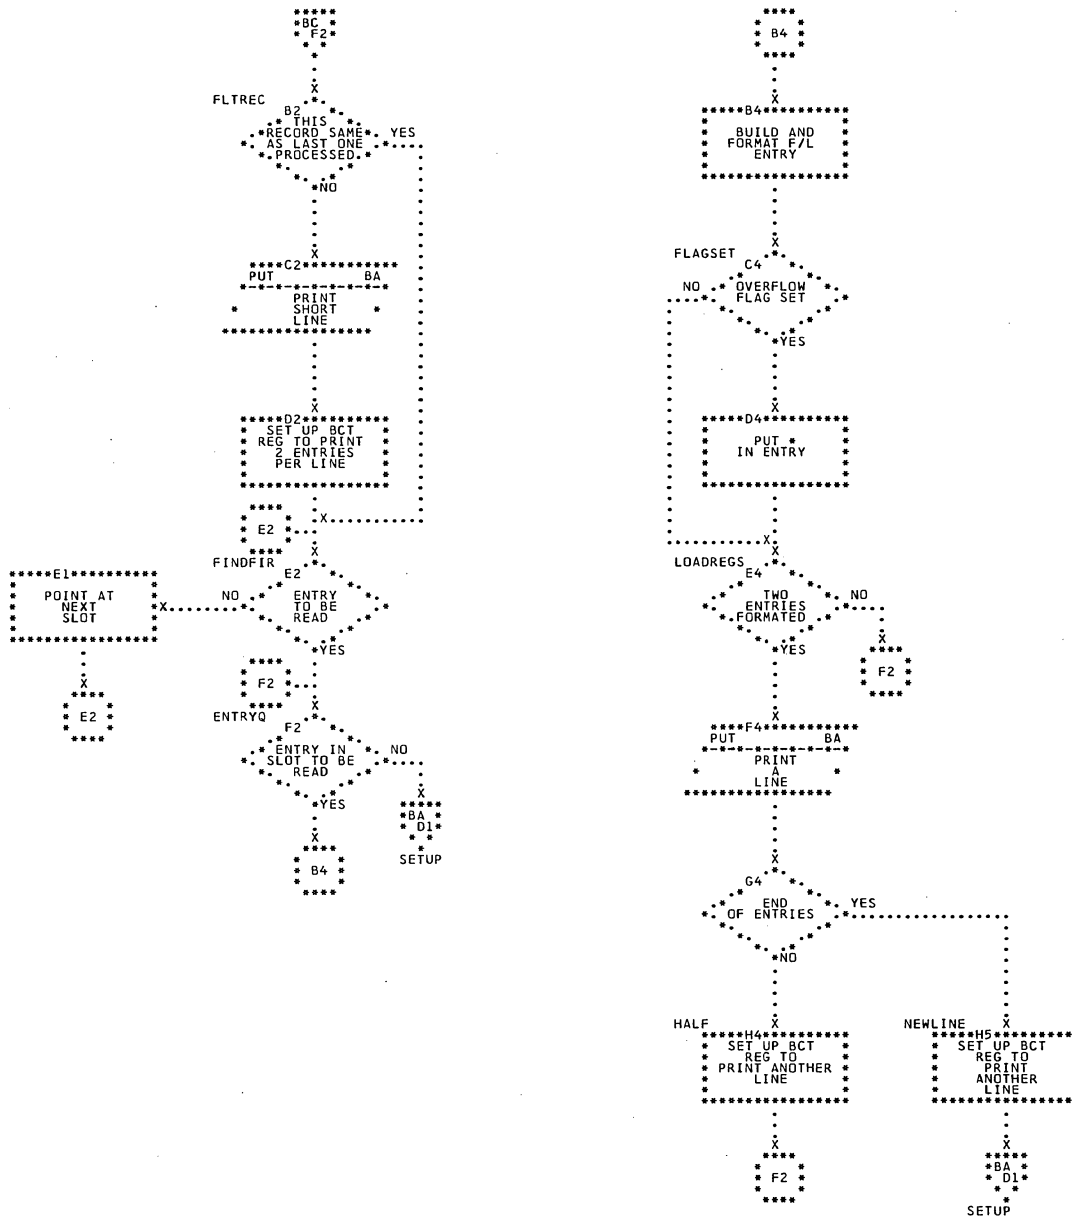 BC
F2
FLTREC
B2
THIS
RECORD SAME
AS LAST ONE
PROCESSED
YES
NO
C2
PUT BA
PRINT
SHORT
LINE
D2
SET UP BCT
REG TO PRINT
2 ENTRIES
PER LINE
X
E2
FINDFIR
E2
ENTRY
TO BE
READ
NO
YES
E1
POINT AT
NEXT
SLOT
E2
F2
ENTRYQ
F2
ENTRY IN
SLOT TO BE
READ
NO
YES
BA
D1
SETUP
B4
B4
B4
BUILD AND
FORMAT F/L
ENTRY
FLAGSET
C4
OVERFLOW
FLAG SET
NO
YES
D4
PUT *
IN ENTRY
LOADREGS
E4
TWO
ENTRIES
FORMATED
NO
YES
F2
F4
PUT BA
PRINT
A
LINE
G4
END
OF ENTRIES
YES
NO
HALF
H4
SET UP BCT
REG TO
PRINT ANOTHER
LINE
F2
NEWLINE
H5
SET UP BCT
REG TO
PRINT
ANOTHER
LINE
BA
D1
SETUP